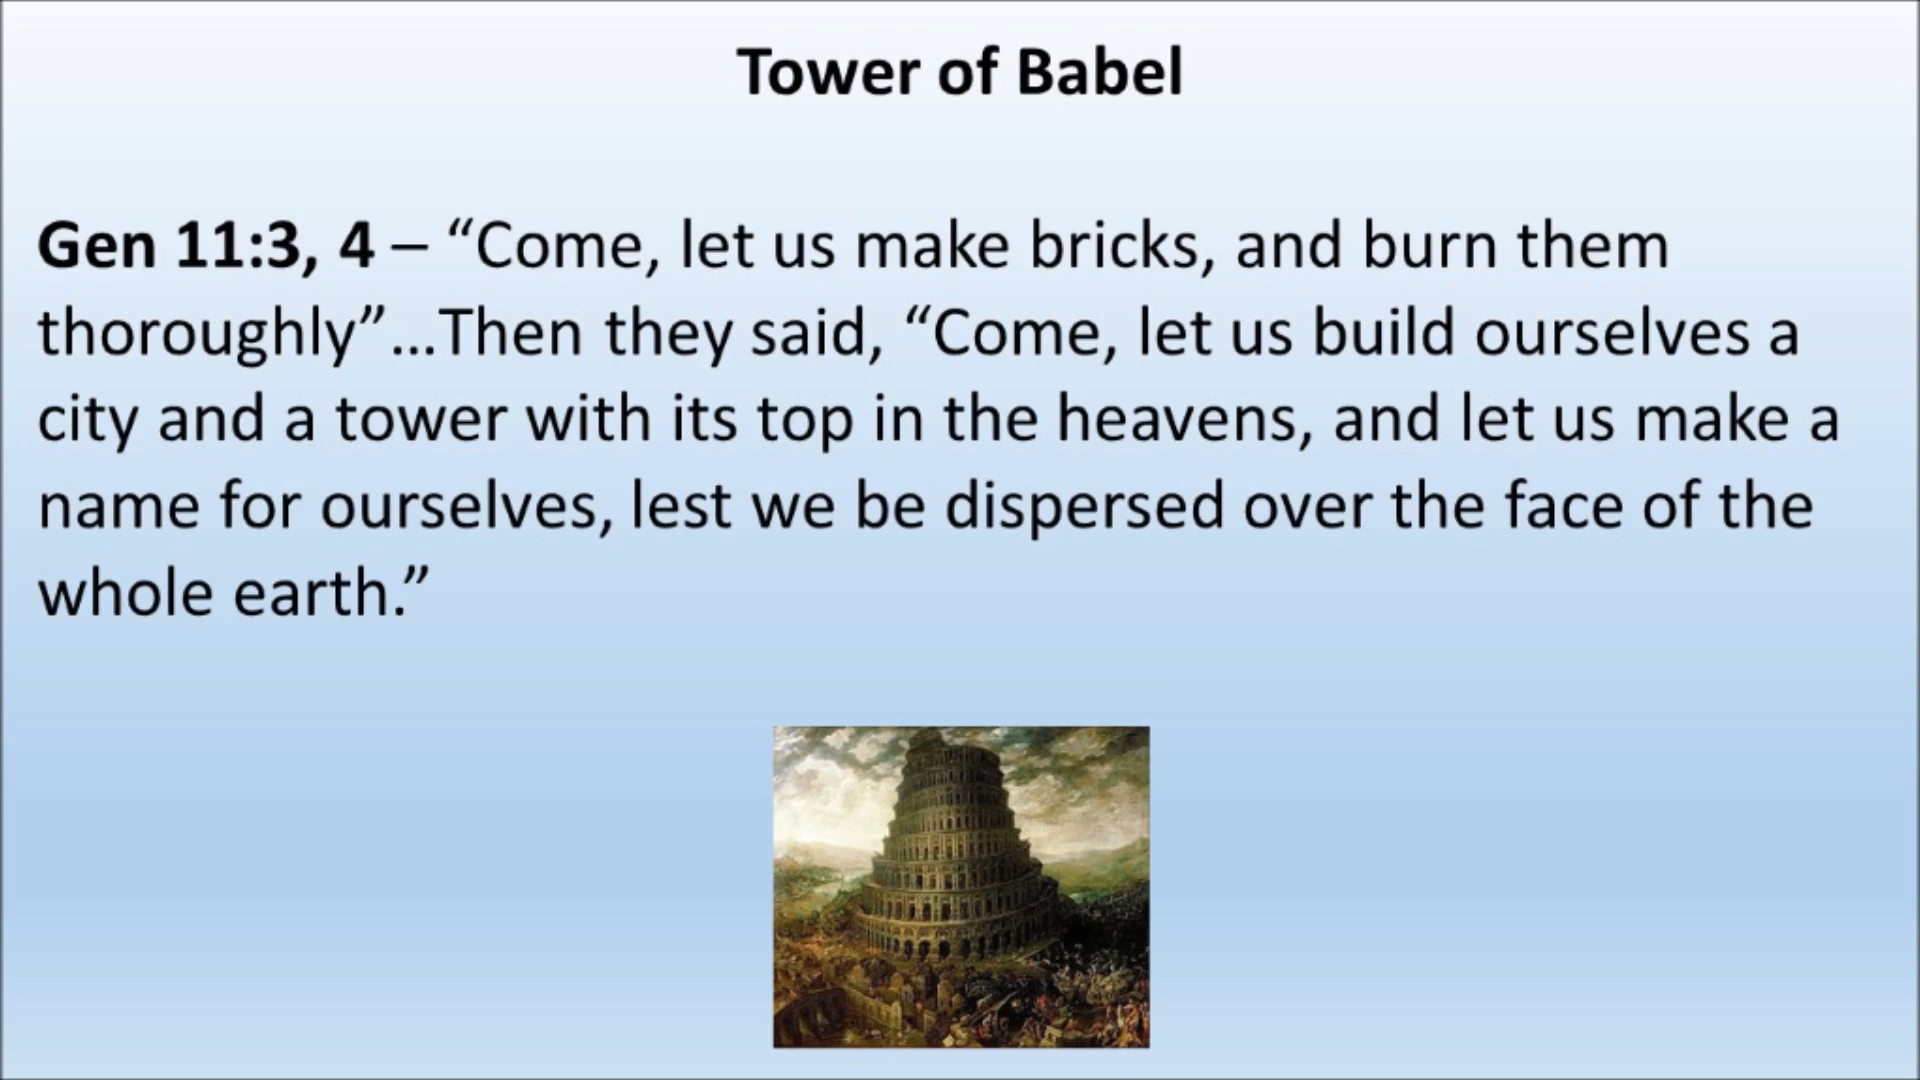 Tower of Babel
Gen 11:3, 4 – “Come, let us make bricks, and burn them
thoroughly”...Then they said, “Come, let us build ourselves a
city and a tower with its top in the heavens, and let us make a
name for ourselves, lest we be dispersed over the face of the
whole earth.”